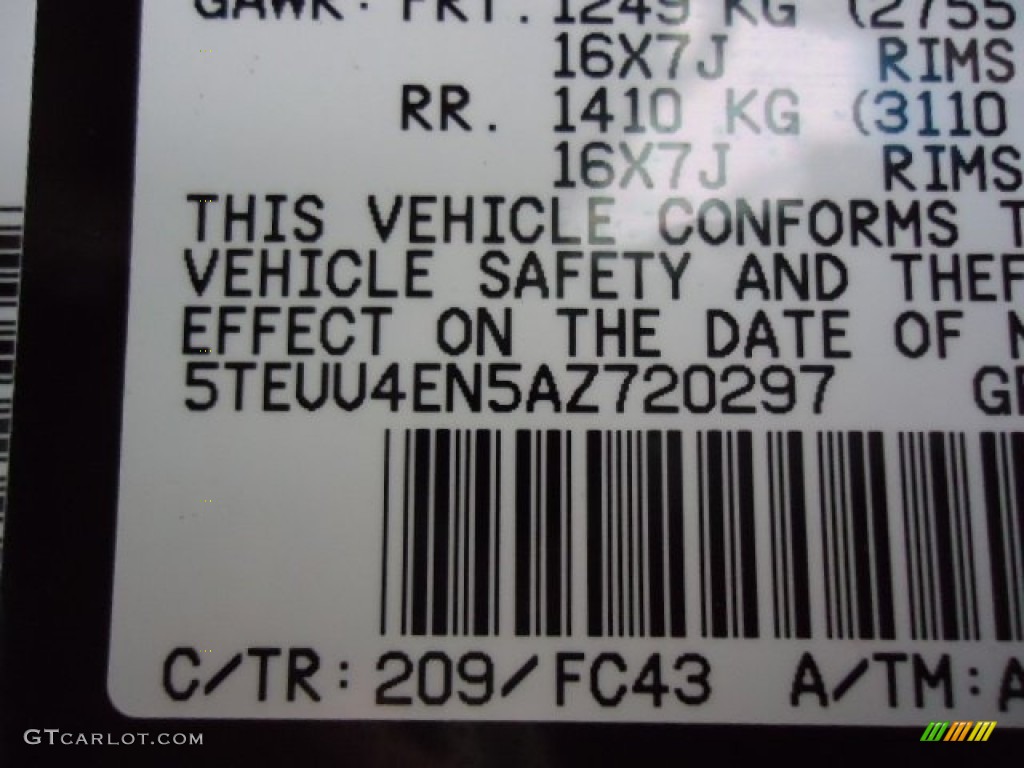 GAWR: FRT. 1249 KG (2755
16X7J RIMS
RR. 1410 KG (3110
16X7J RIMS
THIS VEHICLE CONFORMS T
VEHICLE SAFETY AND THEF
EFFECT ON THE DATE OF M
5TEUU4EN5AZ720297 GR
C/TR: 209/FC43 A/TM: A
GTCARLOT.COM